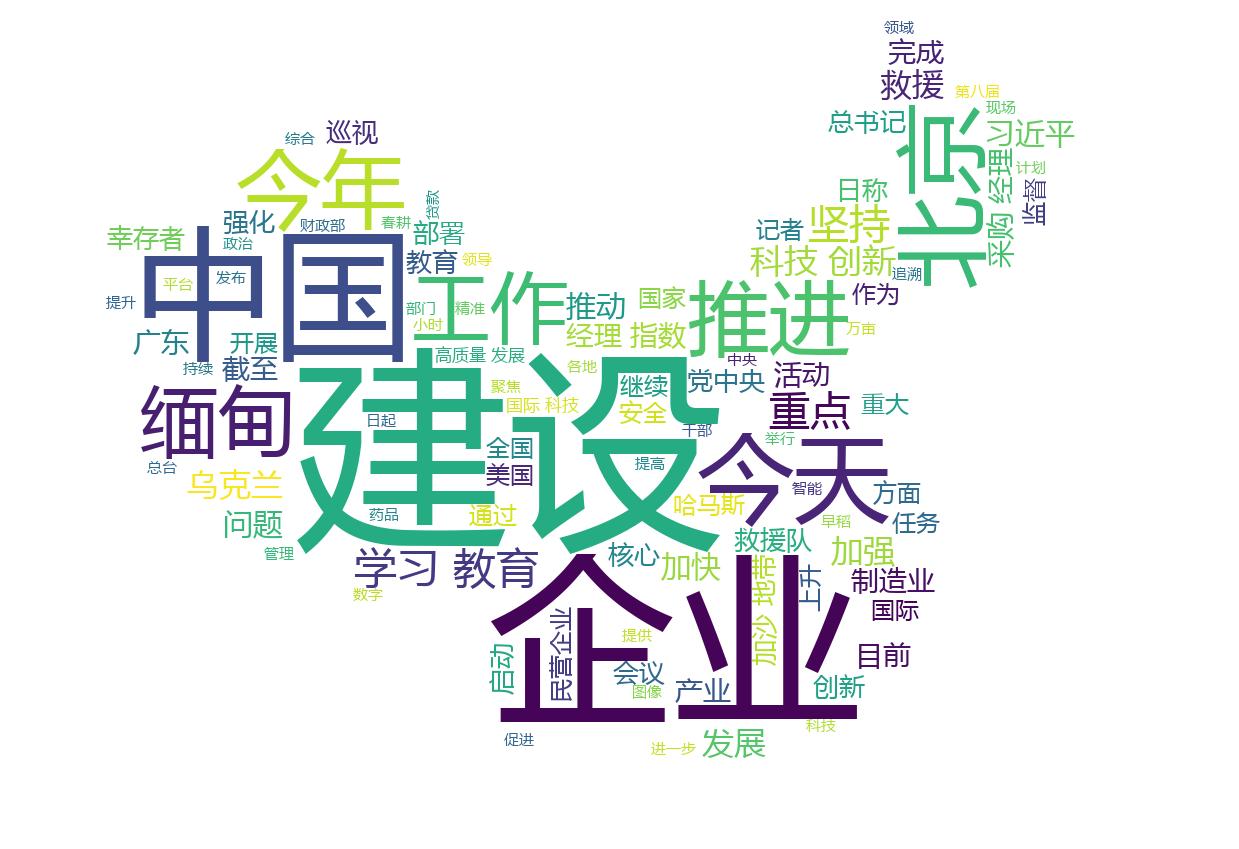 领域
完成
救援
第八届
现场
总书记
北京
习近平
巡视
综合
今年
经理
计划
日称
监督
贷款
强化
财政部
春耕
部署
记者
坚持
采购
幸存者
政治
中国
教育
领导
科技 创新
追溯
平台
发布
工作
推动
国家
推进
作为
提升
部门
精准
小时
经理 指数
万亩
广东
开展
高质量 发展
中央
持续
截至
各地
党中央
活动
缅甸
建设
聚焦
继续
国际 科技
安全
重点
重大
日起
干部
举行
全国
今天
总台
美国
提高
乌克兰
智能
方面
药品
通过
哈马斯
早稻
任务
问题
管理
学习 教育
核心
加快
救援队
加强
数字
企业
加沙 地带
上升
制造业
国际
民营企业
提供
启动
会议
目前
图像
产业
创新
促进
进一步
发展
科技